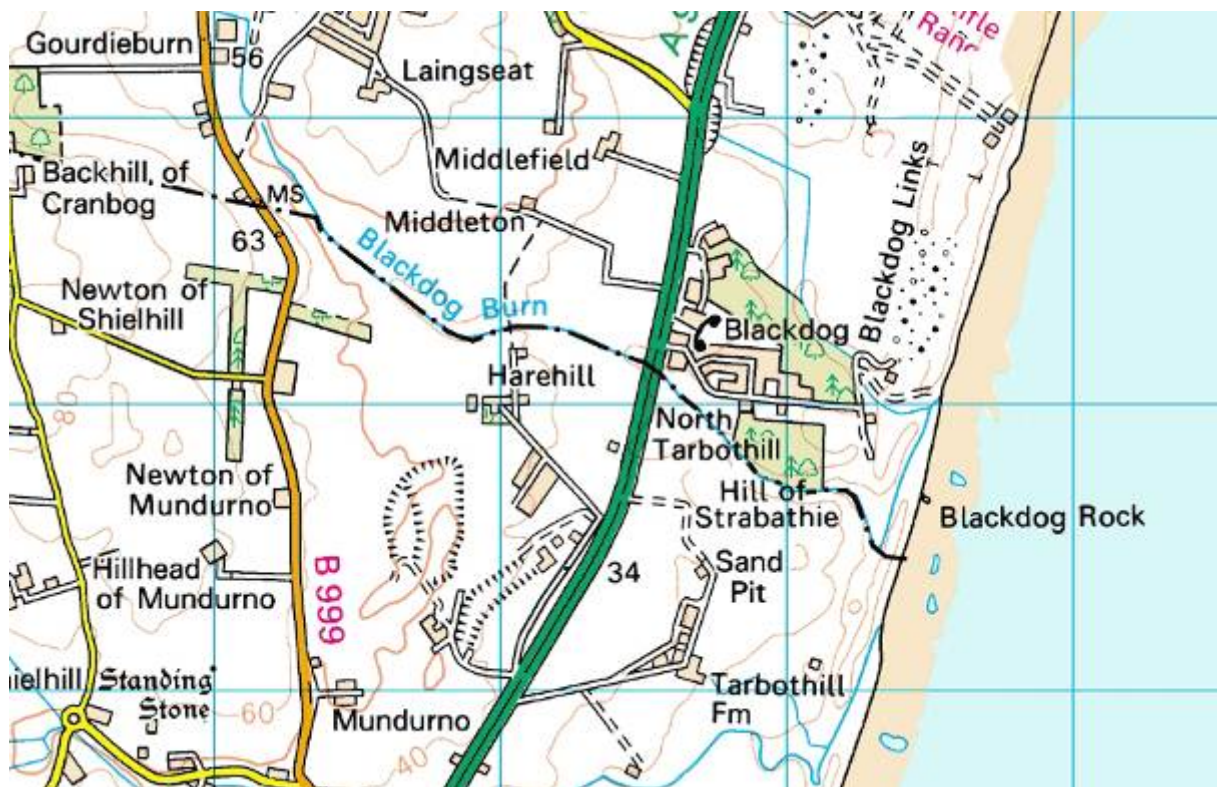 Gourdieburn
56
Laingseat
Middlefield
Backhill of
Cranbog
MS
Middleton
63
Blackdog Burn
Blackdog Links
Newton of
Shielhill
Blackdog
Harehill
80
North
Tarbothill
Newton of
Mundurno
Hill of
Strabathie
Blackdog Rock
Hillhead
of Mundurno
B 999
34
Sand
Pit
Standing
Stone
60
Mundurno
Tarbothill
Fm
40